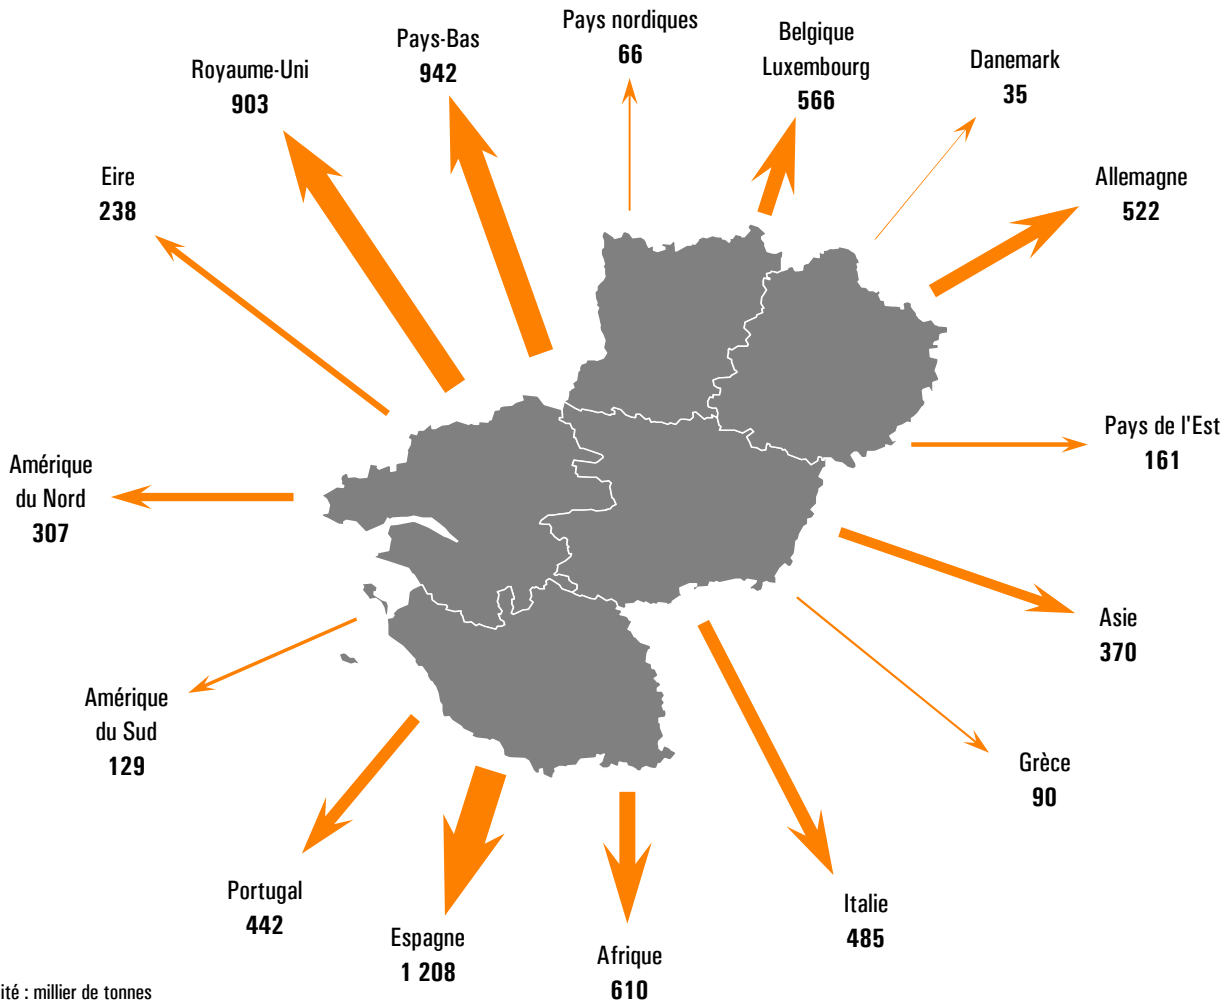 Pays nordiques
66
Belgique
Luxembourg
566
Pays-Bas
942
Danemark
35
Royaume-Uni
903
Eire
238
Allemagne
522
Pays de l'Est
161
Amérique
du Nord
307
Asie
370
Amérique
du Sud
129
Grèce
90
Portugal
442
Italie
485
Espagne
1 208
Afrique
610
ité : millier de tonnes